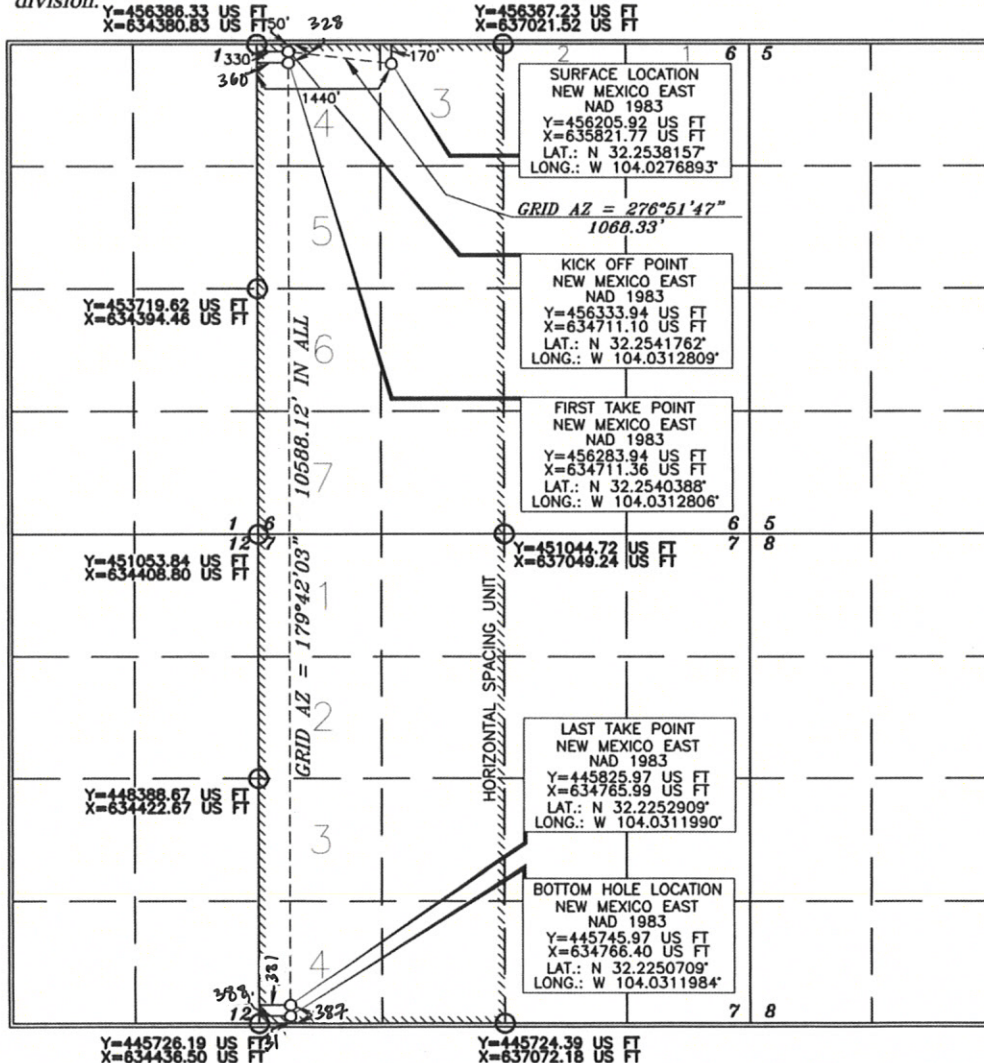 division.
Y=456386.33 US FT
X=634380.83 US FT
Y=456367.23 US FT
X=637021.52 US FT
50'
328
1
330'
360'
170'
2
1
6
5
1440'
3
4
SURFACE LOCATION
NEW MEXICO EAST
NAD 1983
Y=456205.92 US FT
X=635821.77 US FT
LAT.: N 32.2538157°
LONG.: W 104.0276893°
GRID AZ = 276°51'47"
1068.33'
5
KICK OFF POINT
NEW MEXICO EAST
NAD 1983
Y=456333.94 US FT
X=634711.10 US FT
LAT.: N 32.2541762°
LONG.: W 104.0312809°
Y=453719.62 US FT
X=634394.46 US FT
6
10588.12' IN ALL
FIRST TAKE POINT
NEW MEXICO EAST
NAD 1983
Y=456283.94 US FT
X=634711.36 US FT
LAT.: N 32.2540388°
LONG.: W 104.0312806°
7
1 6
12 7
6 5
7 8
Y=451053.84 US FT
X=634408.80 US FT
Y=451044.72 US FT
X=637049.24 US FT
GRID AZ = 179°42'03"
1
HORIZONTAL SPACING UNIT
2
LAST TAKE POINT
NEW MEXICO EAST
NAD 1983
Y=445825.97 US FT
X=634765.99 US FT
LAT.: N 32.2252909°
LONG.: W 104.0311990°
Y=448388.67 US FT
X=634422.67 US FT
3
BOTTOM HOLE LOCATION
NEW MEXICO EAST
NAD 1983
Y=445745.97 US FT
X=634766.40 US FT
LAT.: N 32.2250709°
LONG.: W 104.0311984°
4
381
388'
387
12
31'
7 8
Y=445726.19 US FT
X=634436.50 US FT
Y=445724.39 US FT
X=637072.18 US FT